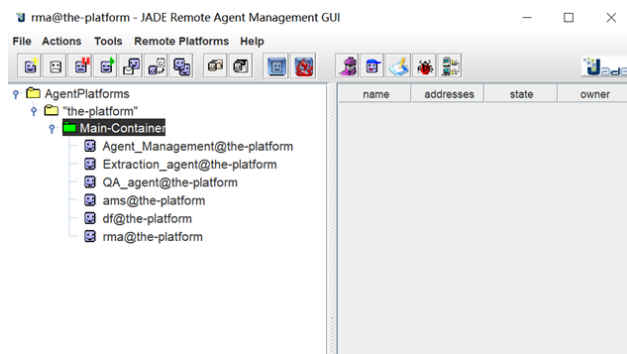 rma@the-platform - JADE Remote Agent Management GUI
File Actions Tools Remote Platforms Help
Jade
AgentPlatforms
"the-platform"
Main-Container
Agent_Management@the-platform
Extraction_agent@the-platform
QA_agent@the-platform
ams@the-platform
df@the-platform
rma@the-platform
name addresses state owner